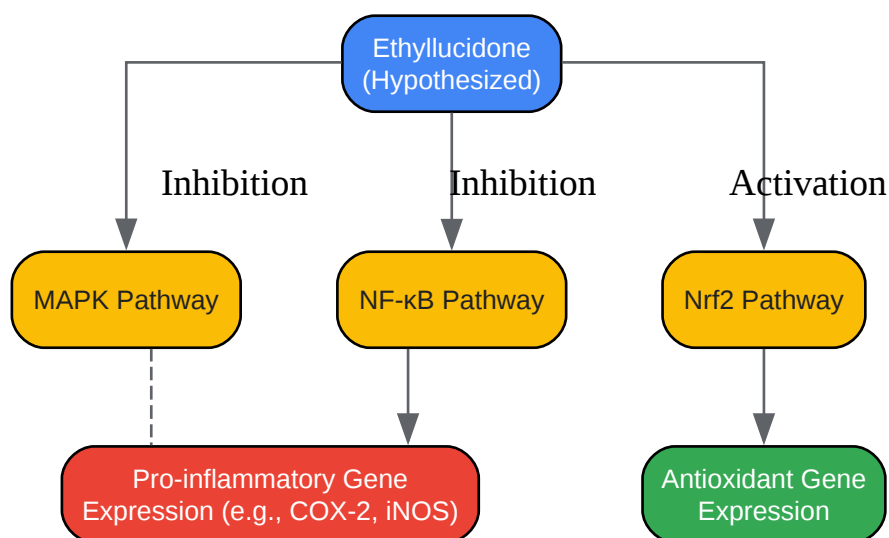 Ethyllucidone
(Hypothesized)
Inhibition
Inhibition
Activation
MAPK Pathway
NF-κB Pathway
Nrf2 Pathway
Pro-inflammatory Gene
Expression (e.g., COX-2, iNOS)
Antioxidant Gene
Expression